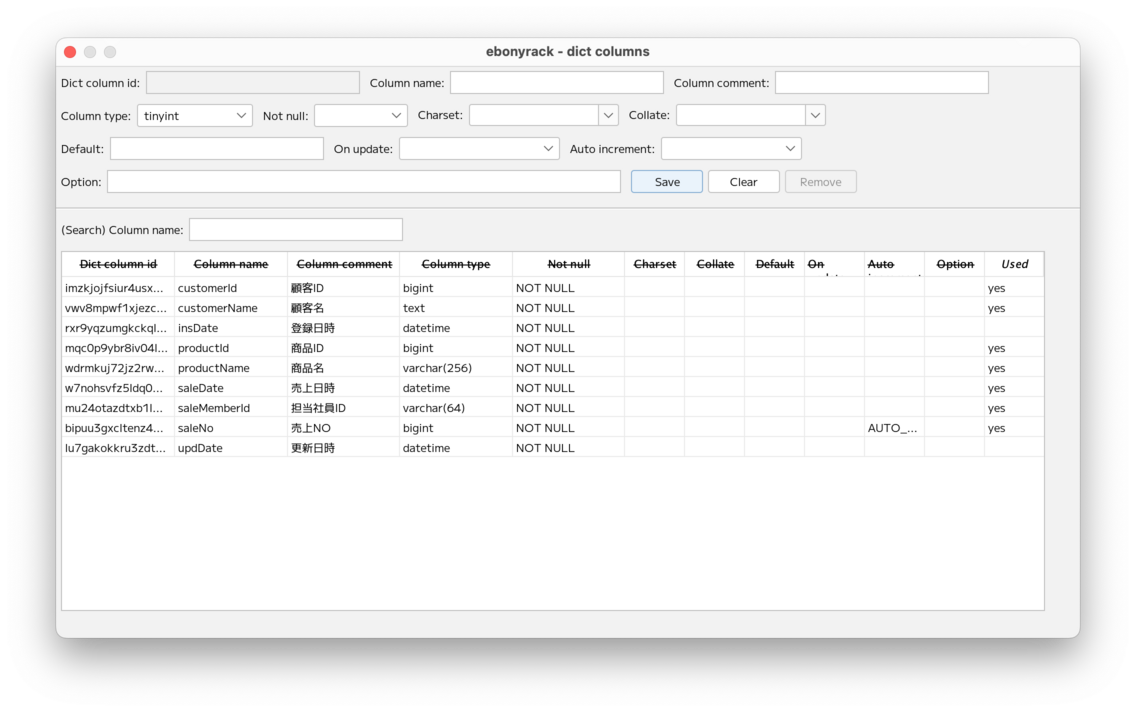 ebonyrack - dict columns
Dict column id: Column name: Column comment:
Column type: tinyint Not null: Charset: Collate:
Default: On update: Auto increment:
Option: Save Clear Remove
(Search) Column name:
Dict column id Column name Column comment Column type Not null Charset Collate Default On Auto Option Used
imzkjojfsiur4usx... customerId 顧客ID bigint NOT NULL yes
vwv8mpwf1xjezc... customerName 顧客名 text NOT NULL yes
rxr9yqzumgkckql... insDate 登録日時 datetime NOT NULL
mqc0p9ybr8iv04l... productId 商品ID bigint NOT NULL yes
wdrmkuj72jz2rw... productName 商品名 varchar(256) NOT NULL yes
w7nohsvfz5ldq0... saleDate 売上日時 datetime NOT NULL yes
mu24otazdtxb1l... saleMemberId 担当社員ID varchar(64) NOT NULL yes
bipuu3gxcltenz4... saleNo 売上NO bigint NOT NULL AUTO_... yes
lu7gakokkru3zdt... updDate 更新日時 datetime NOT NULL